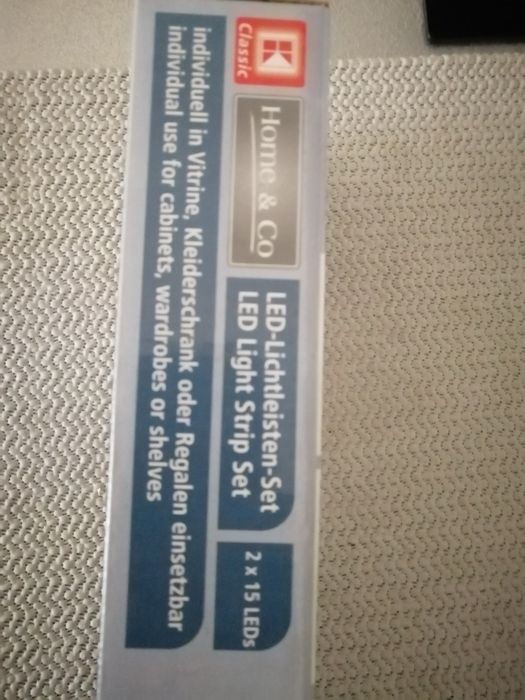 K
Classic
Home & Co
LED-Lichtleisten-Set
LED Light Strip Set
2 x 15 LEDs
individuell in Vitrine, Kleiderschrank oder Regalen einsetzbar
individual use for cabinets, wardrobes or shelves